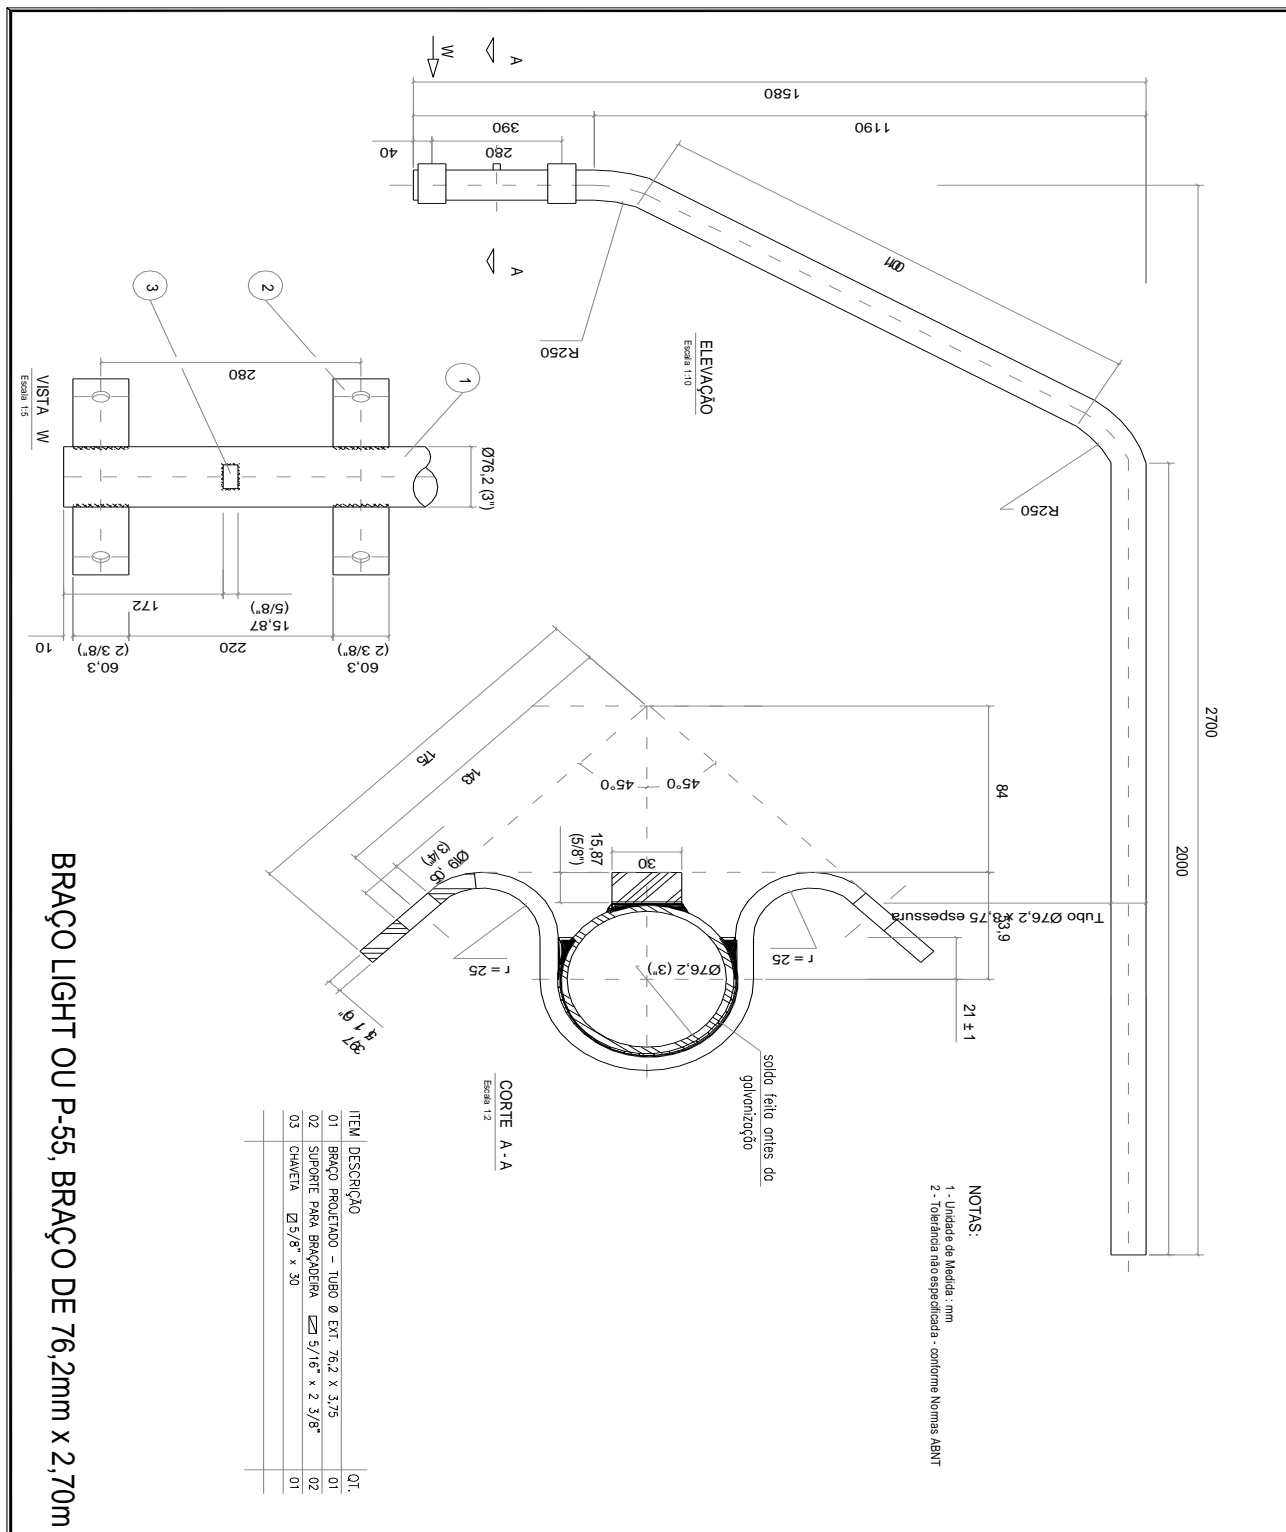 W
A
A
1580
390
1190
40
280
1100
R250
R250
ELEVAÇÃO
Escala 1:10
2700
2000
Tubo Ø76,2 x 3,75 espessura
3
2
1
280
VISTA W
Escala 1:5
Ø76,2 (3")
172
15,87
(5/8")
10
60,3
(2 3/8")
220
60,3
(2 3/8")
175
143
45°0
45°0
84
15,87
(5/8")
30
Ø19
(3/4")
r = 25
r = 25
Ø76,2 (3")
21 ± 1
solda feita antes da
galvanização
CORTE A - A
Escala 1:2
NOTAS:
1 - Unidade de Medida : mm
2 - Tolerância não especificada - conforme Normas ABNT
ITEM DESCRIÇÃO QT.
01 BRAÇO PROJETADO - TUBO Ø EXT. 76,2 X 3,75 01
02 SUPORTE PARA BRAÇADEIRA 5/16" x 2 3/8" 02
03 CHAVETA 5/8" x 30 01
BRAÇO LIGHT OU P-55, BRAÇO DE 76,2mm x 2,70m